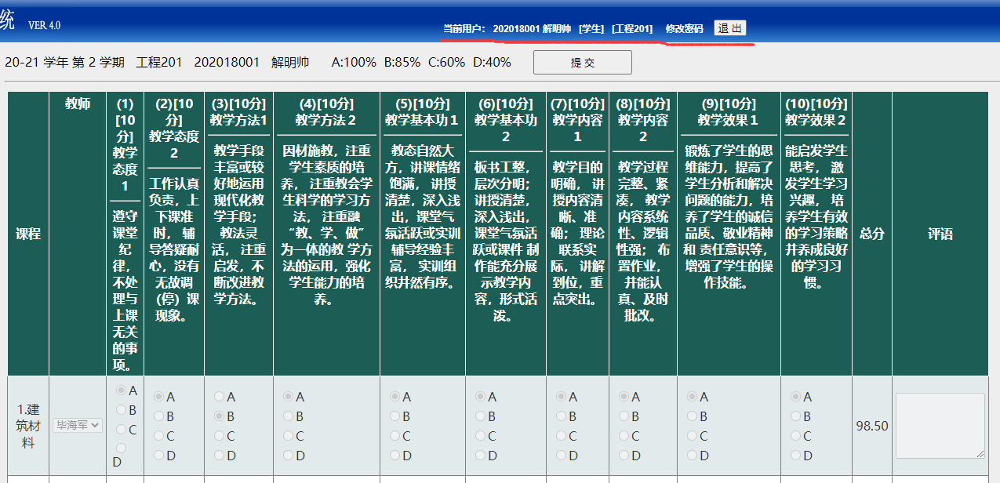 统 VER 4.0
当前用户： 202018001 解明帅 [学生] [工程201] 修改密码 退 出
20-21 学年 第 2 学期 工程201 202018001 解明帅 A:100% B:85% C:60% D:40% 提 交
课程
教师
(1)
[10
分]
教学
态度
1
遵守
课堂
纪
律，
不处
理与
上课
无关
的事
项。
(2)[10
分]
教学态度
2
工作认真
负责，上
下课准
时， 辅
导答疑耐
心，没有
无故调
（停）课
现象。
(3)[10分]
教学方法1
教学手段
丰富或较
好地运用
现代化教
学手段；
教法灵
活， 注重
启发，不
断改进教
学方法。
(4)[10分]
教学方法 2
因材施教，注重
学生素质的培
养， 注重教会学
生科学的学习方
法， 注重融
“教、学、做”
为一体的教 学方
法的运用，强化
学生能力的培
养。
(5)[10分]
教学基本功 1
教态自然大
方，讲课情绪
饱满， 讲授
清楚，深入浅
出，课堂气
氛活跃或实训
辅导经验丰
富， 实训组
织井然有序。
(6)[10分]
教学基本功
2
板书工整，
层次分明；
讲授清楚，
深入浅出，
课堂气氛活
跃或课件 制
作能充分展
示教学内
容，形式活
泼。
(7)[10分]
教学内容
1
教学目的
明确， 讲
授内容清
晰、准
确； 理论
联系实
际， 讲解
到位，重
点突出。
(8)[10分]
教学内容
2
教学过程
完整、紧
凑， 教学
内容系统
性、逻辑
性强； 布
置作业，
并能认
真、及时
批改。
(9)[10分]
教学效果 1
锻炼了学生的思
维能力，提高了
学生分析和解决
问题的能力，培
养了学生的诚信
品质、敬业精神
和 责任意识等，
增强了学生的操
作技能。
(10)[10分]
教学效果 2
能启发学生
思考， 激
发学生学习
兴趣， 培
养学生有效
的学习策略
并养成良好
的学习习
惯。
总分
评语
1.建
筑材
料
毕海军
A
B
C
D
A
B
C
D
A
B
C
D
A
B
C
D
A
B
C
D
A
B
C
D
A
B
C
D
A
B
C
D
A
B
C
D
A
B
C
D
98.50